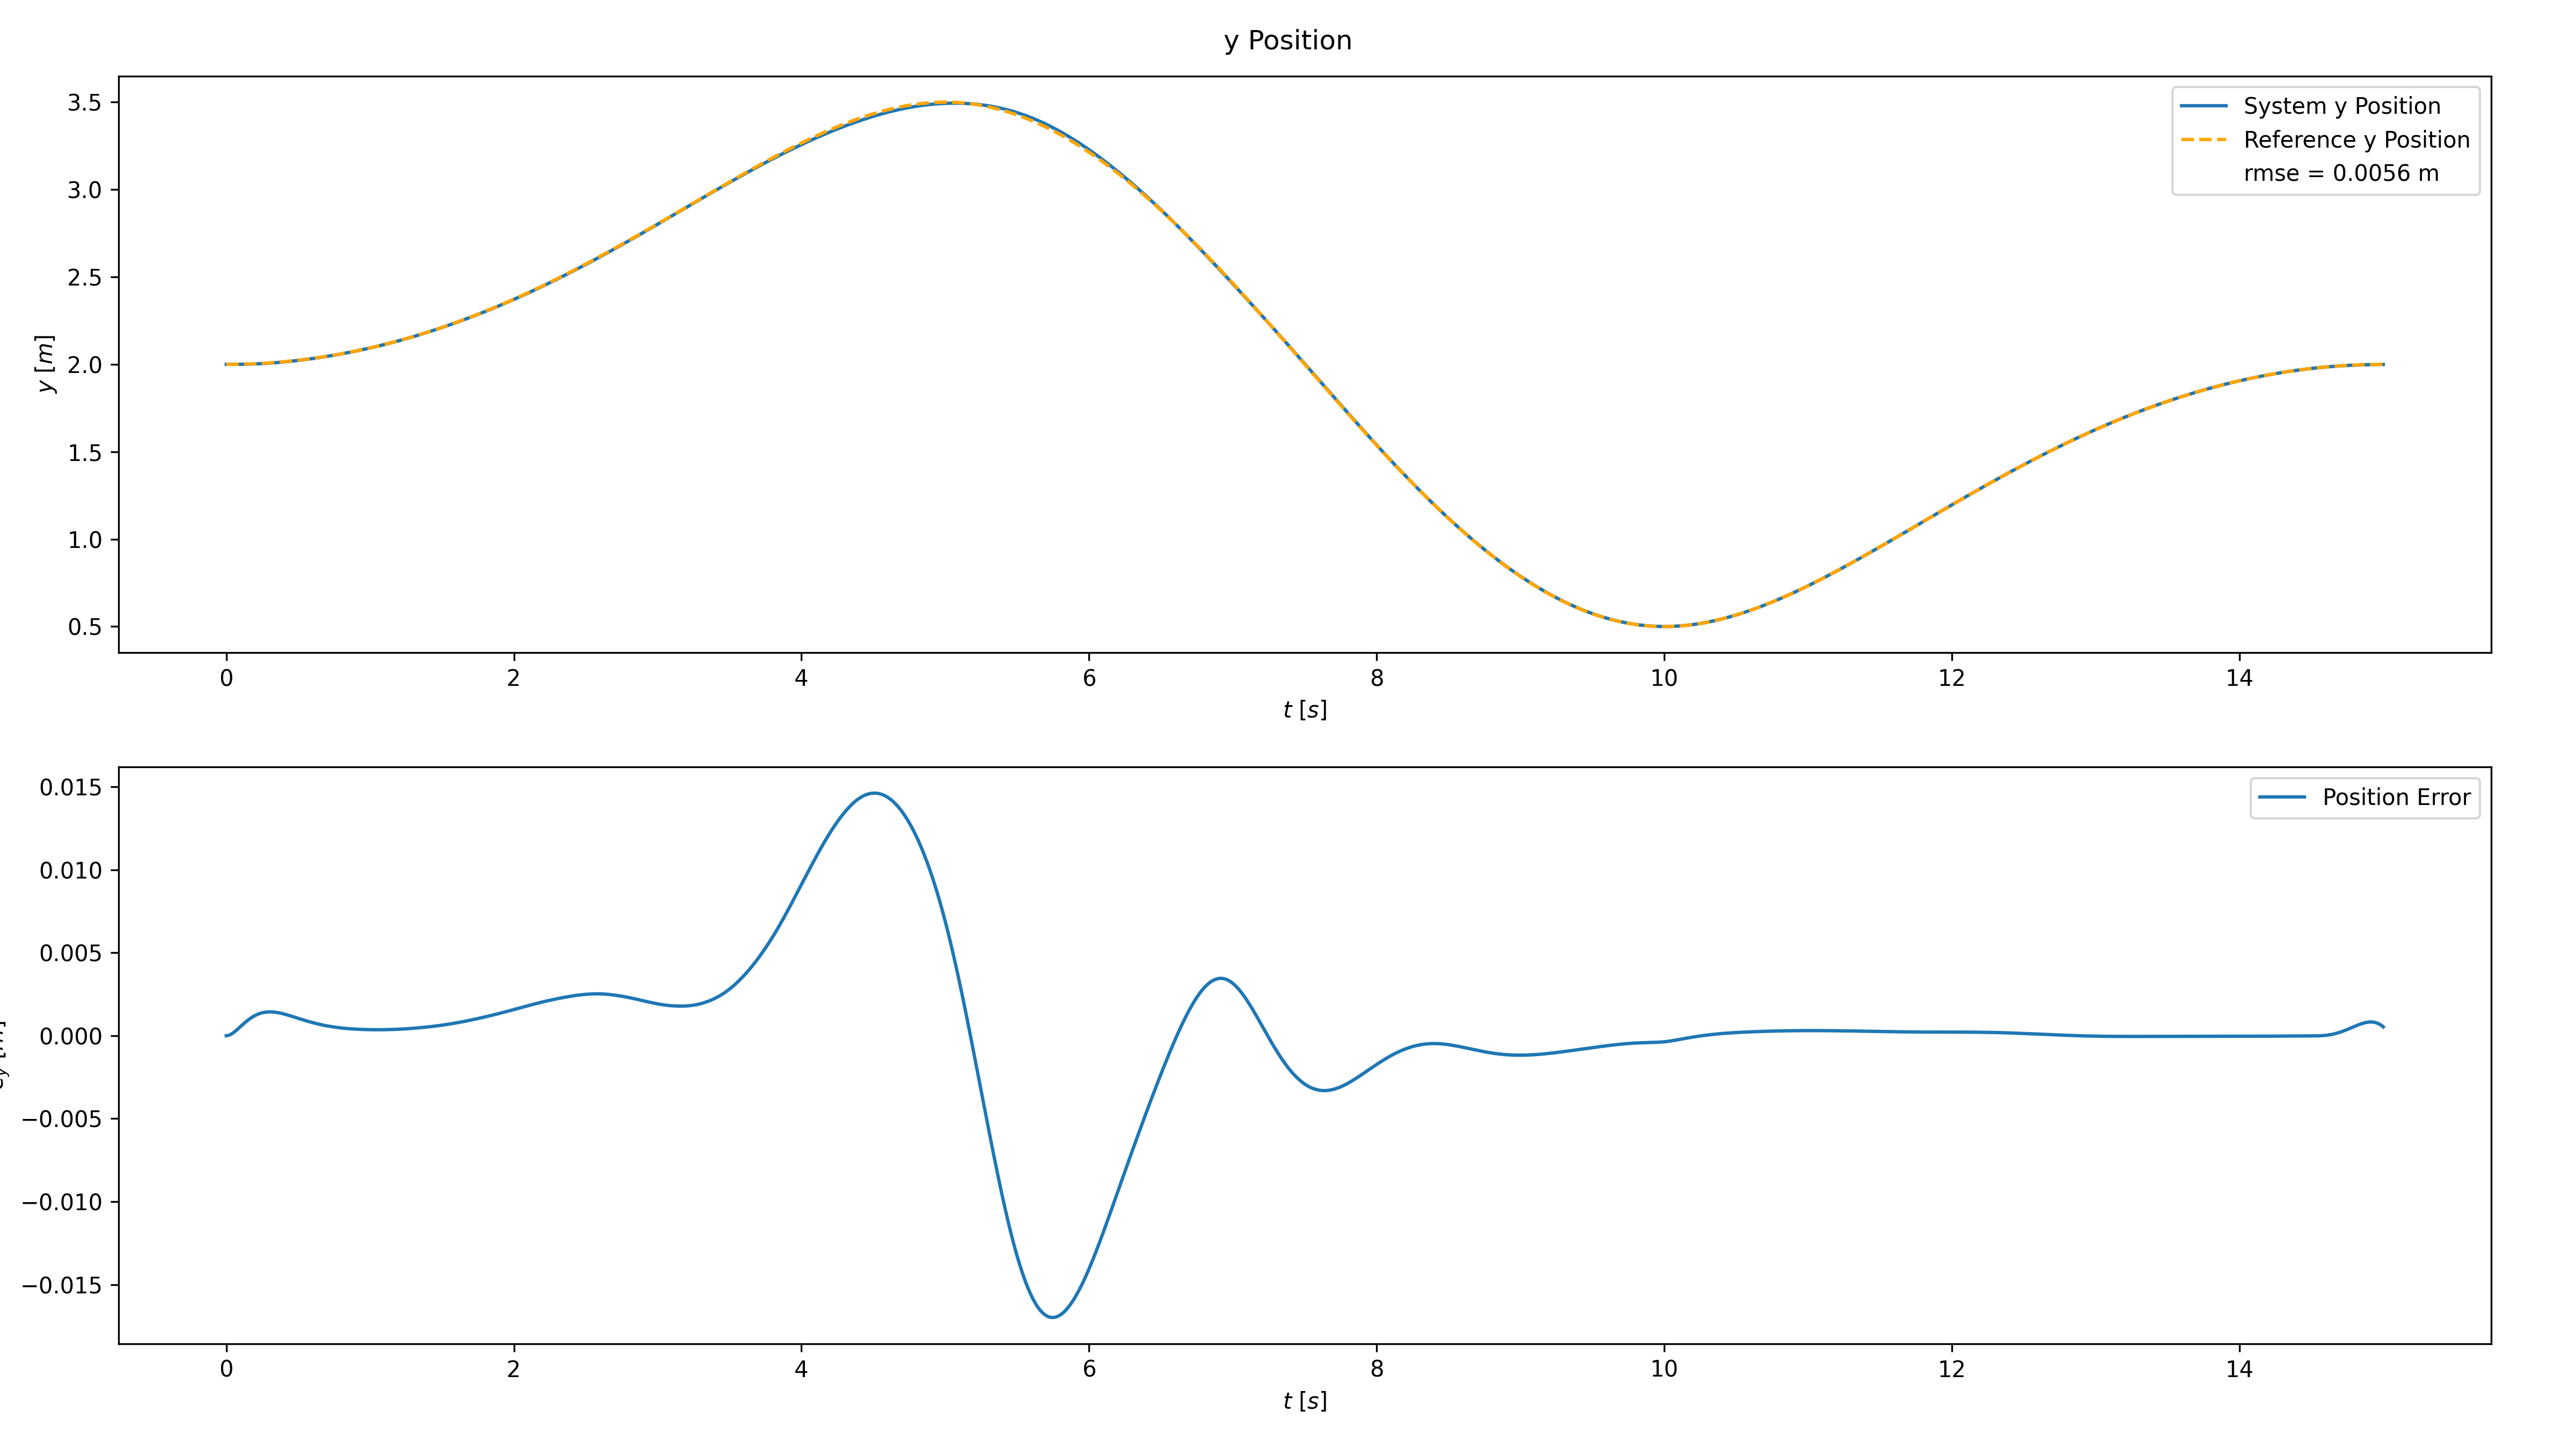 y Position
System y Position
Reference y Position
rmse = 0.0056 m
3.5
3.0
2.5
2.0
1.5
1.0
0.5
y [m]
0 2 4 6 8 10 12 14
t [s]
Position Error
0.015
0.010
0.005
0.000
−0.005
−0.010
−0.015
0 2 4 6 8 10 12 14
t [s]